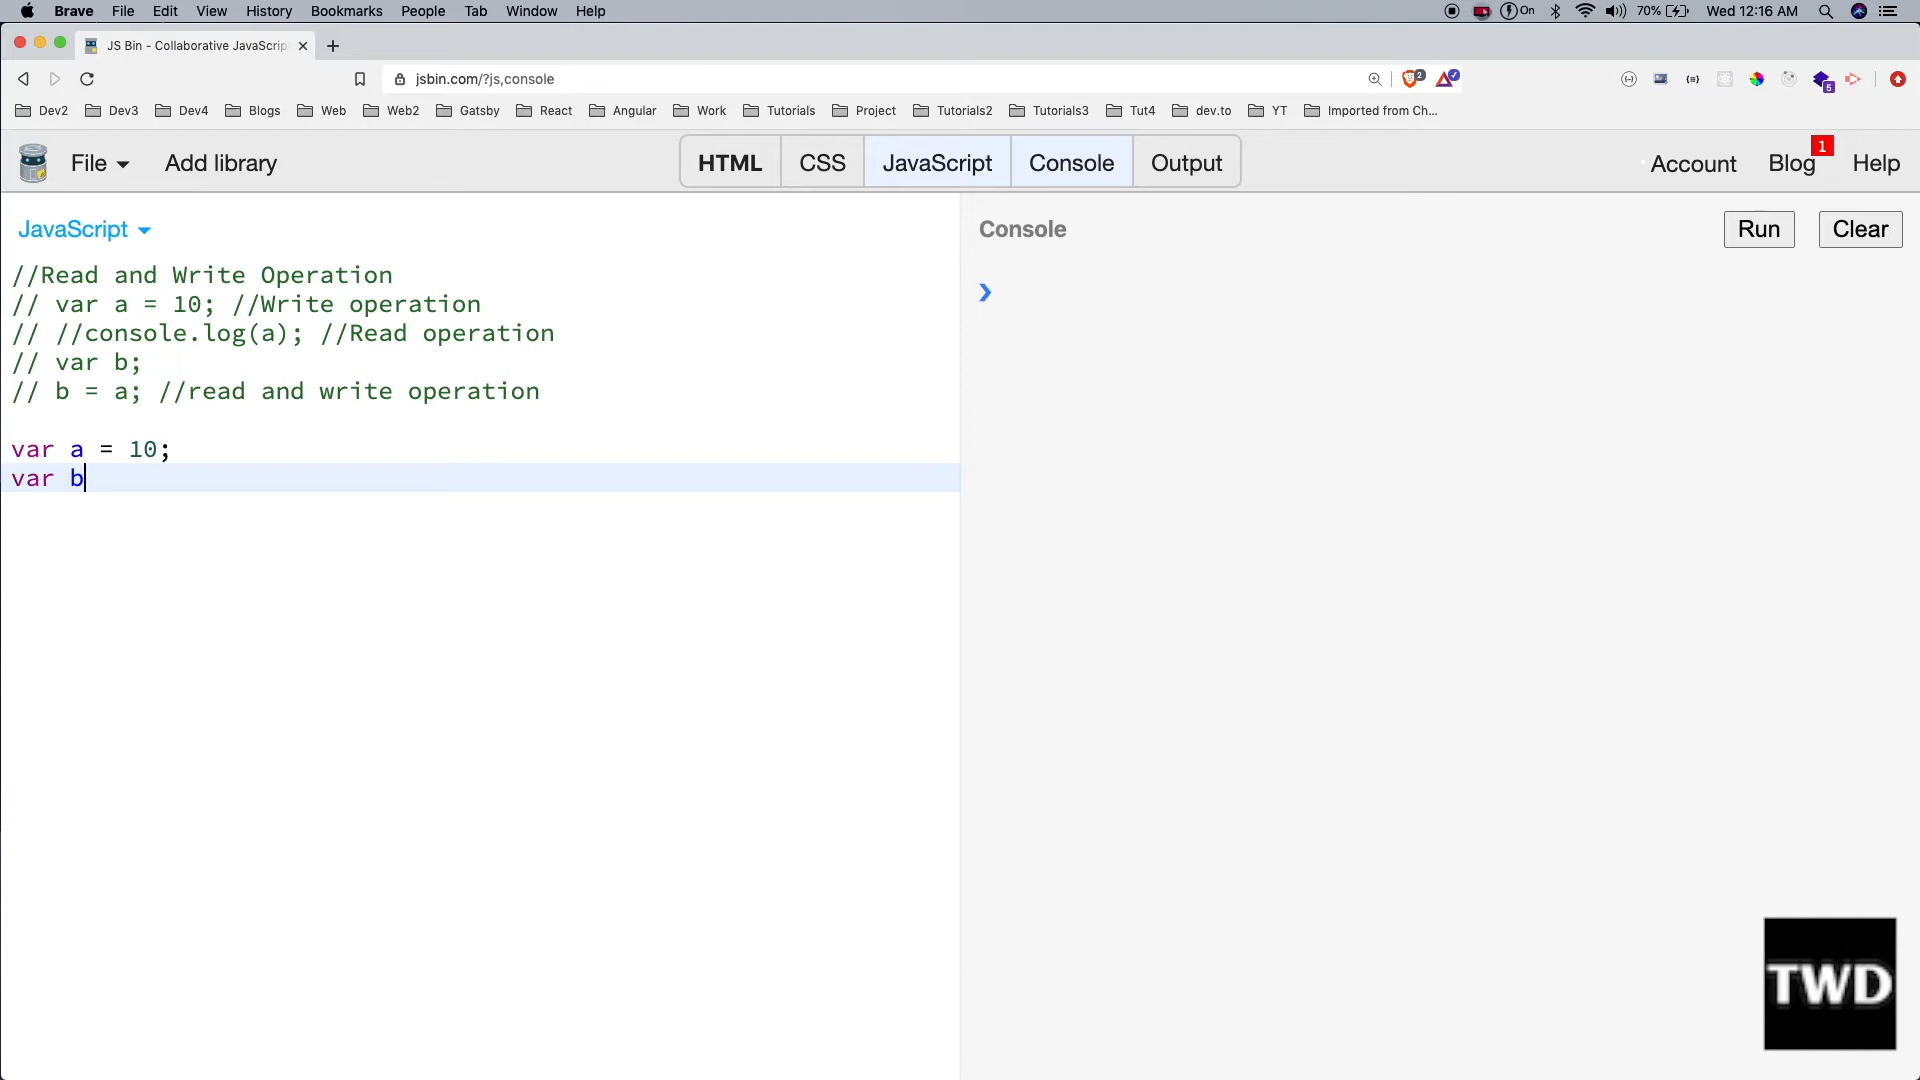 Brave File Edit View History Bookmarks People Tab Window Help On 70% Wed 12:16 AM
JS Bin - Collaborative JavaScrip
jsbin.com/?js,console 2
Dev2 Dev3 Dev4 Blogs Web Web2 Gatsby React Angular Work Tutorials Project Tutorials2 Tutorials3 Tut4 dev.to YT Imported from Ch... 5
File Add library HTML CSS JavaScript Console Output Account Blog 1 Help
JavaScript
//Read and Write Operation
// var a = 10; //Write operation
// //console.log(a); //Read operation
// var b;
// b = a; //read and write operation
var a = 10;
var b
Console Run Clear
TWD